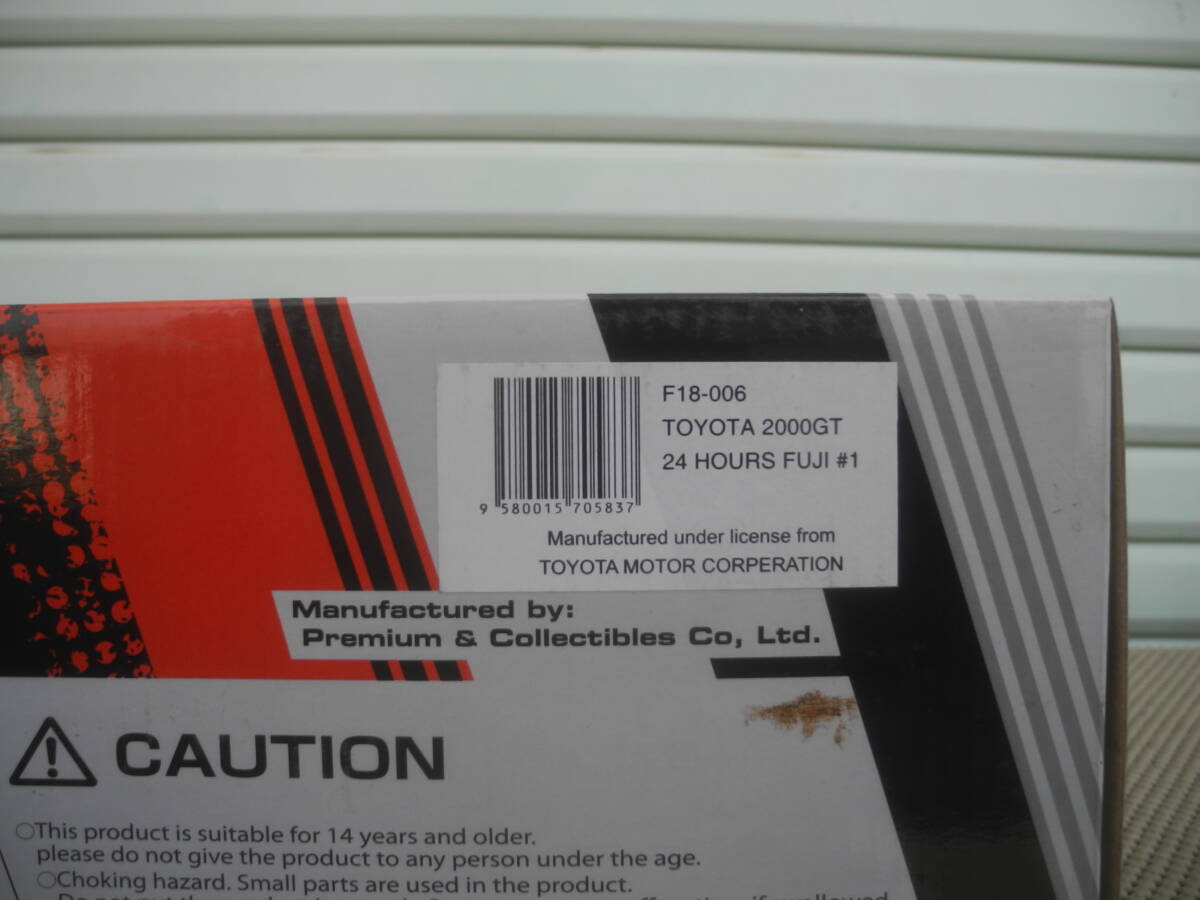 F18-006
TOYOTA 2000GT
24 HOURS FUJI #1
9 580015 705837
Manufactured under license from
TOYOTA MOTOR CORPERATION
Manufactured by:
Premium & Collectibles Co, Ltd.
CAUTION
○This product is suitable for 14 years and older.
please do not give the product to any person under the age.
○Choking hazard. Small parts are used in the product.